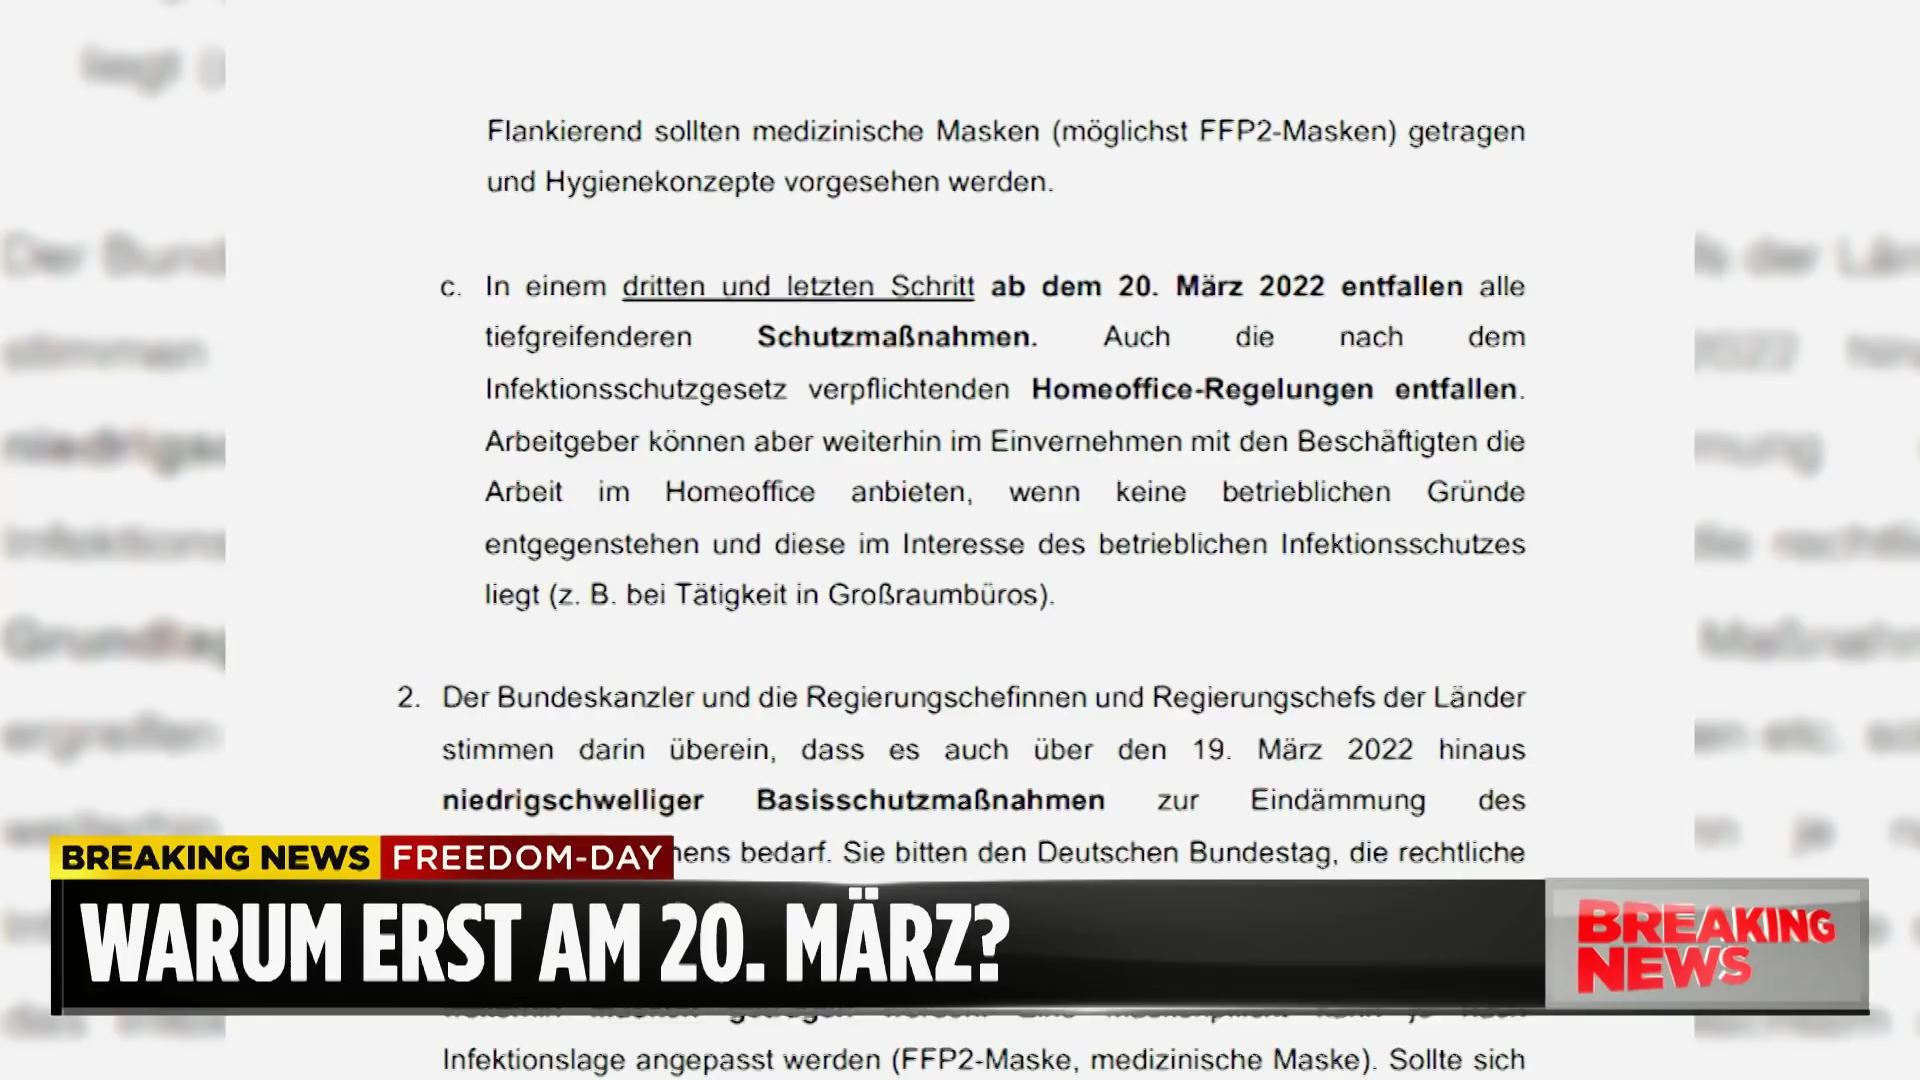 Flankierend sollten medizinische Masken (möglichst FFP2-Masken) getragen
und Hygienekonzepte vorgesehen werden.
c. In einem dritten und letzten Schritt ab dem 20. März 2022 entfallen alle
tiefgreifenderen Schutzmaßnahmen. Auch die nach dem
Infektionsschutzgesetz verpflichtenden Homeoffice-Regelungen entfallen.
Arbeitgeber können aber weiterhin im Einvernehmen mit den Beschäftigten die
Arbeit im Homeoffice anbieten, wenn keine betrieblichen Gründe
entgegenstehen und diese im Interesse des betrieblichen Infektionsschutzes
liegt (z. B. bei Tätigkeit in Großraumbüros).
2. Der Bundeskanzler und die Regierungschefinnen und Regierungschefs der Länder
stimmen darin überein, dass es auch über den 19. März 2022 hinaus
niedrigschwelliger Basisschutzmaßnahmen zur Eindämmung des
hens bedarf. Sie bitten den Deutschen Bundestag, die rechtliche
BREAKING NEWS FREEDOM-DAY
WARUM ERST AM 20. MÄRZ?
BREAKING
NEWS
Infektionslage angepasst werden (FFP2-Maske, medizinische Maske). Sollte sich